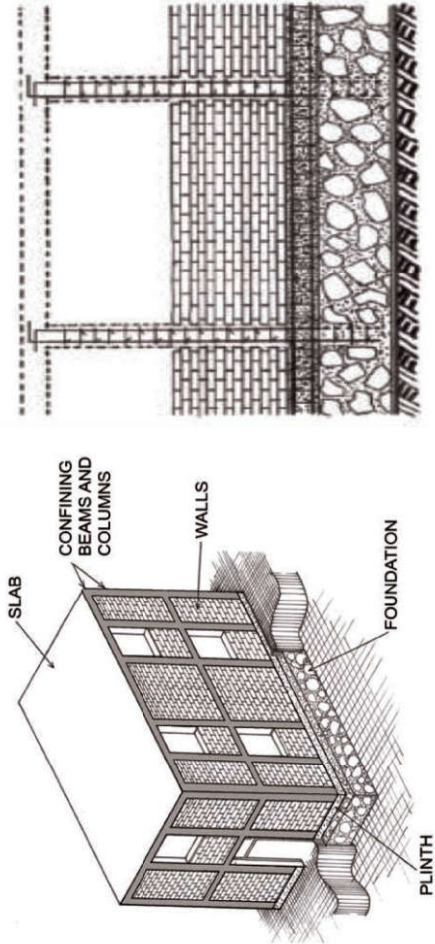 SLAB
CONFINING
BEAMS AND
COLUMNS
WALLS
FOUNDATION
PLINTH